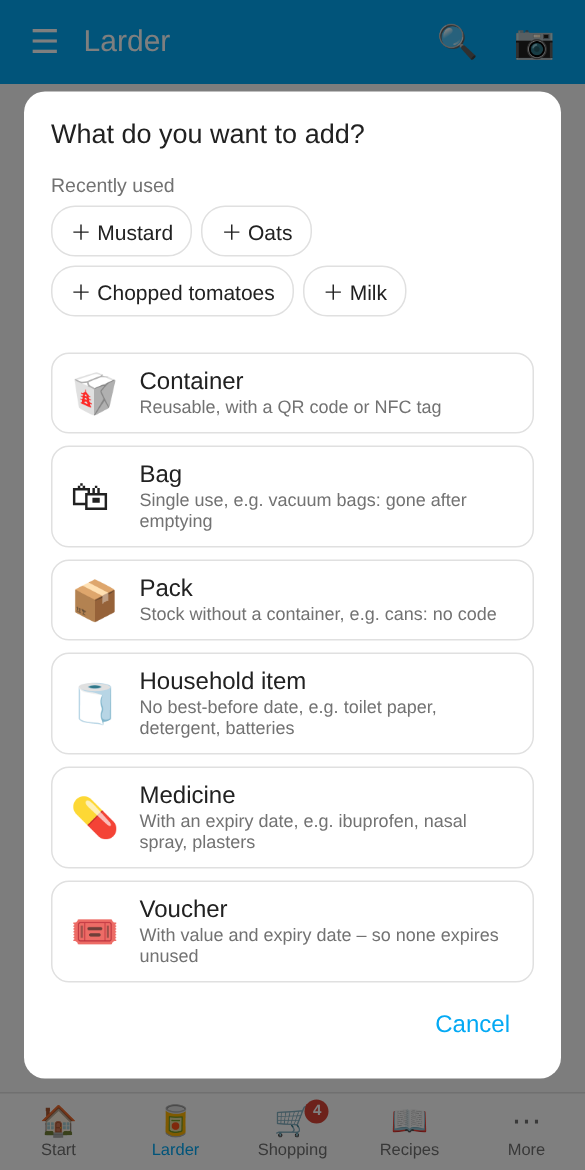 Larder
What do you want to add?
Recently used
+ Mustard
+ Oats
+ Chopped tomatoes
+ Milk
Container
Reusable, with a QR code or NFC tag
Bag
Single use, e.g. vacuum bags: gone after
emptying
Pack
Stock without a container, e.g. cans: no code
Household item
No best-before date, e.g. toilet paper,
detergent, batteries
Medicine
With an expiry date, e.g. ibuprofen, nasal
spray, plasters
Voucher
With value and expiry date – so none expires
unused
Cancel
4
Start
Larder
Shopping
Recipes
More